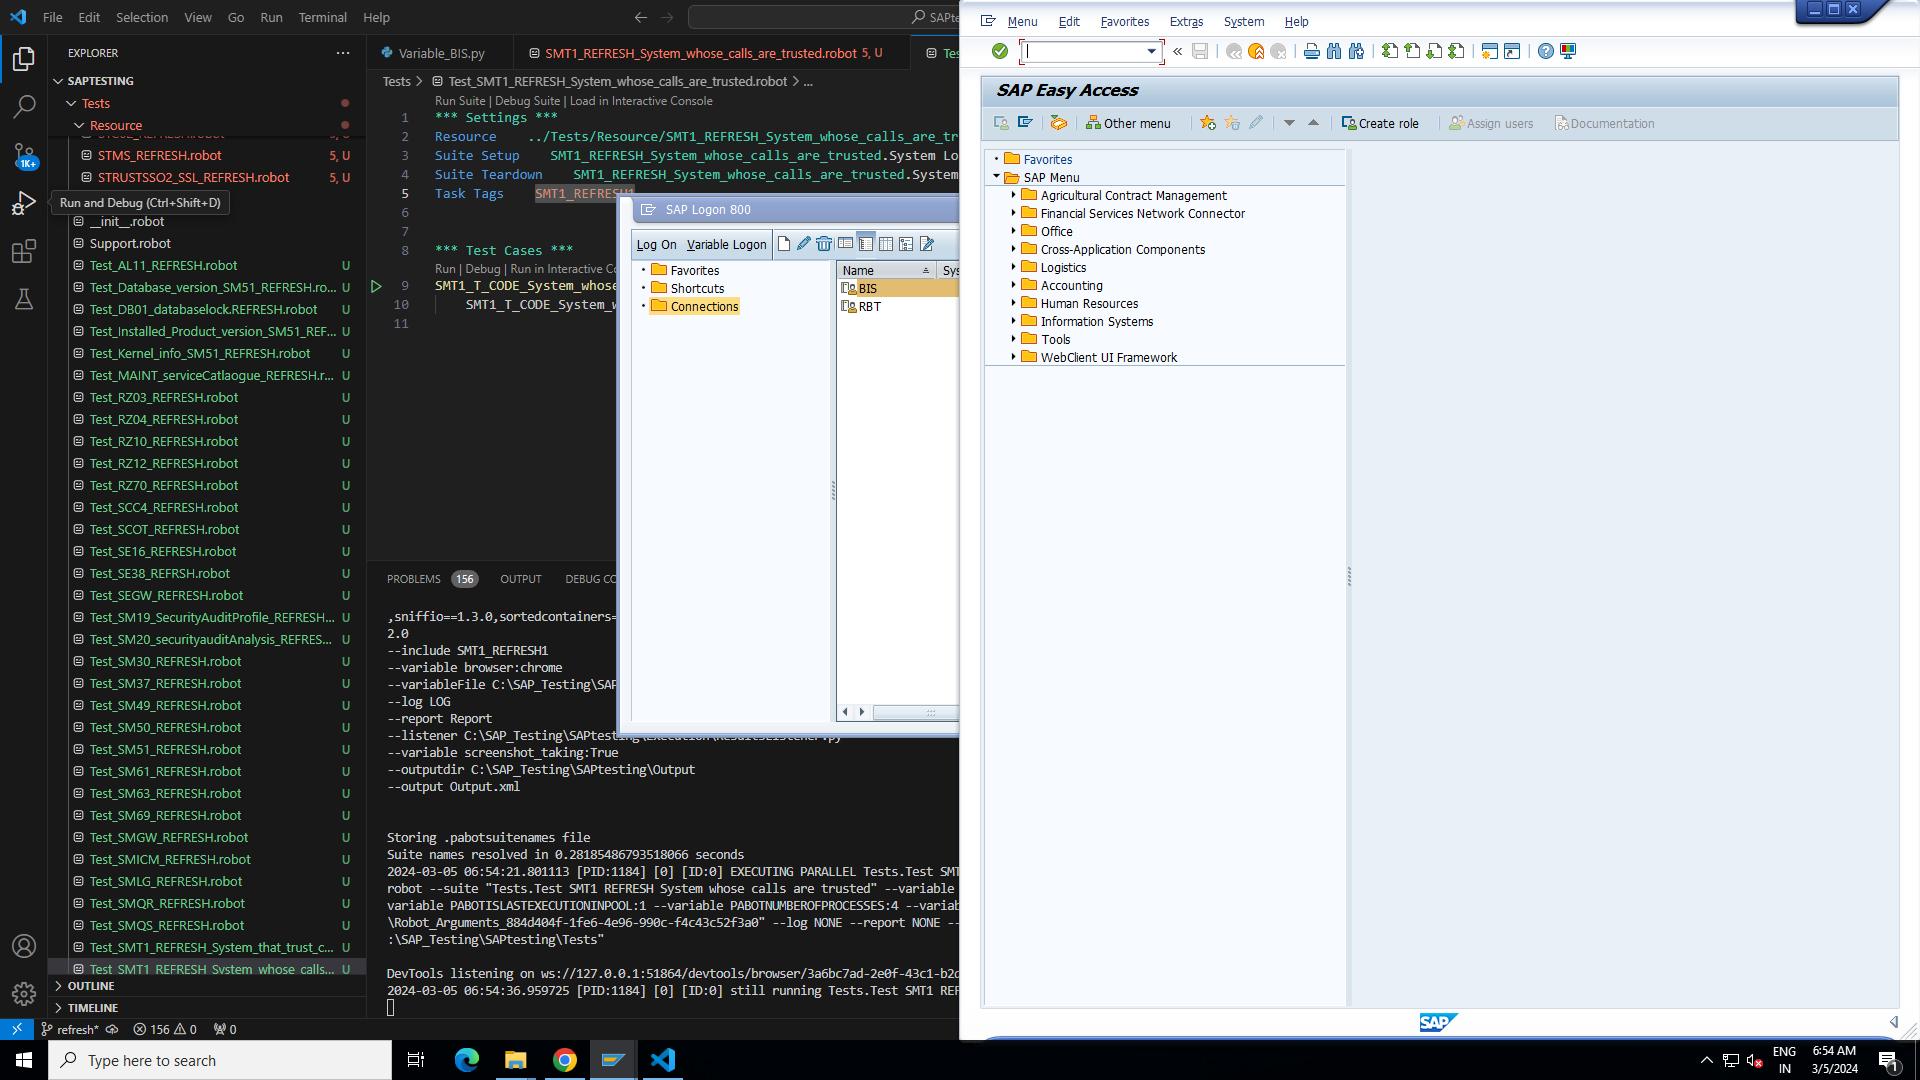 File Edit Selection View Go Run Terminal Help
EXPLORER
SAPTESTING
Tests
Resource
STMS_REFRESH.robot 5, U
STRUSTSSO2_SSL_REFRESH.robot 5, U
Run and Debug (Ctrl+Shift+D)
__init__.robot
Support.robot
Test_AL11_REFRESH.robot U
Test_Database_version_SM51_REFRESH.ro... U
Test_DB01_databaselock.REFRESH.robot U
Test_Installed_Product_version_SM51_REF... U
Test_Kernel_info_SM51_REFRESH.robot U
Test_MAINT_serviceCatlaogue_REFRESH.r... U
Test_RZ03_REFRESH.robot U
Test_RZ04_REFRESH.robot U
Test_RZ10_REFRESH.robot U
Test_RZ12_REFRESH.robot U
Test_RZ70_REFRESH.robot U
Test_SCC4_REFRESH.robot U
Test_SCOT_REFRESH.robot U
Test_SE16_REFRESH.robot U
Test_SE38_REFRSH.robot U
Test_SEGW_REFRESH.robot U
Test_SM19_SecurityAuditProfile_REFRESH... U
Test_SM20_securityauditAnalysis_REFRES... U
Test_SM30_REFRESH.robot U
Test_SM37_REFRESH.robot U
Test_SM49_REFRESH.robot U
Test_SM50_REFRESH.robot U
Test_SM51_REFRESH.robot U
Test_SM61_REFRESH.robot U
Test_SM63_REFRESH.robot U
Test_SM69_REFRESH.robot U
Test_SMGW_REFRESH.robot U
Test_SMICM_REFRESH.robot U
Test_SMLG_REFRESH.robot U
Test_SMQR_REFRESH.robot U
Test_SMQS_REFRESH.robot U
Test_SMT1_REFRESH_System_that_trust_c... U
Test_SMT1_REFRESH_System_whose_calls... U
OUTLINE
TIMELINE
1K+
refresh* 156 0 0
SAPte
Variable_BIS.py SMT1_REFRESH_System_whose_calls_are_trusted.robot 5, U Te
Tests > Test_SMT1_REFRESH_System_whose_calls_are_trusted.robot > ...
Run Suite | Debug Suite | Load in Interactive Console
1 *** Settings ***
2 Resource ../Tests/Resource/SMT1_REFRESH_System_whose_calls_are_tr
3 Suite Setup SMT1_REFRESH_System_whose_calls_are_trusted.System Lo
4 Suite Teardown SMT1_REFRESH_System_whose_calls_are_trusted.System
5 Task Tags SMT1_REFRESH1
6
7
8 *** Test Cases ***
Run | Debug | Run in Interactive Co
9 SMT1_T_CODE_System_whose
10 SMT1_T_CODE_System_w
11
PROBLEMS 156 OUTPUT DEBUG CO
,sniffio==1.3.0,sortedcontainers=
2.0
--include SMT1_REFRESH1
--variable browser:chrome
--variableFile C:\SAP_Testing\SAP
--log LOG
--report Report
--listener C:\SAP_Testing\SAPtesting\Execution\ResultsListener.py
--variable screenshot_taking:True
--outputdir C:\SAP_Testing\SAPtesting\Output
--output Output.xml
Storing .pabotsuitenames file
Suite names resolved in 0.28185486793518066 seconds
2024-03-05 06:54:21.801113 [PID:1184] [0] [ID:0] EXECUTING PARALLEL Tests.Test SMT
robot --suite "Tests.Test SMT1 REFRESH System whose calls are trusted" --variable
variable PABOTISLASTEXECUTIONINPOOL:1 --variable PABOTNUMBEROFPROCESSES:4 --variab
\Robot_Arguments_884d404f-1fe6-4e96-990c-f4c43c52f3a0" --log NONE --report NONE --
:\SAP_Testing\SAPtesting\Tests"
DevTools listening on ws://127.0.0.1:51864/devtools/browser/3a6bc7ad-2e0f-43c1-b2d
2024-03-05 06:54:36.959725 [PID:1184] [0] [ID:0] still running Tests.Test SMT1 REF
SAP Logon 800
Log On Variable Logon
Favorites
Shortcuts
Connections
Name Sys
BIS
RBT
Menu Edit Favorites Extras System Help
SAP Easy Access
Other menu Create role Assign users Documentation
Favorites
SAP Menu
Agricultural Contract Management
Financial Services Network Connector
Office
Cross-Application Components
Logistics
Accounting
Human Resources
Information Systems
Tools
WebClient UI Framework
SAP
Type here to search
ENG
IN
6:54 AM
3/5/2024
1